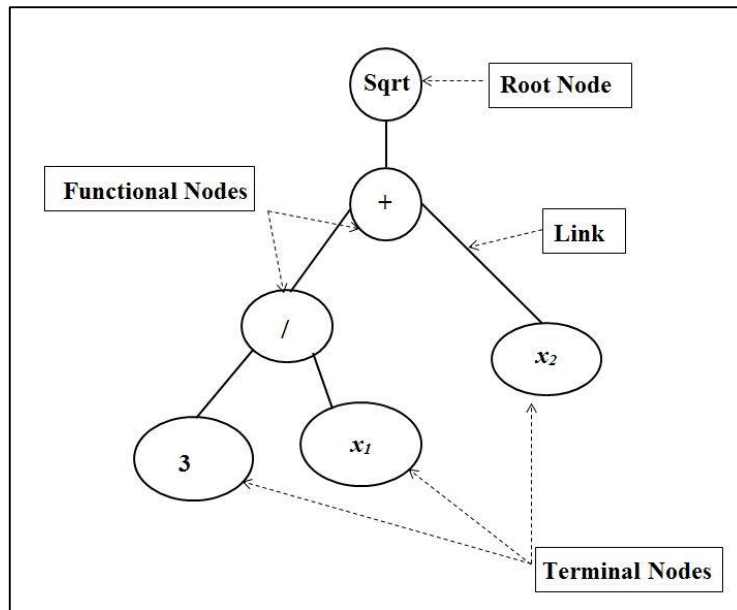 Sqrt
Root Node
Functional Nodes
+
Link
/
x₂
3
x₁
Terminal Nodes